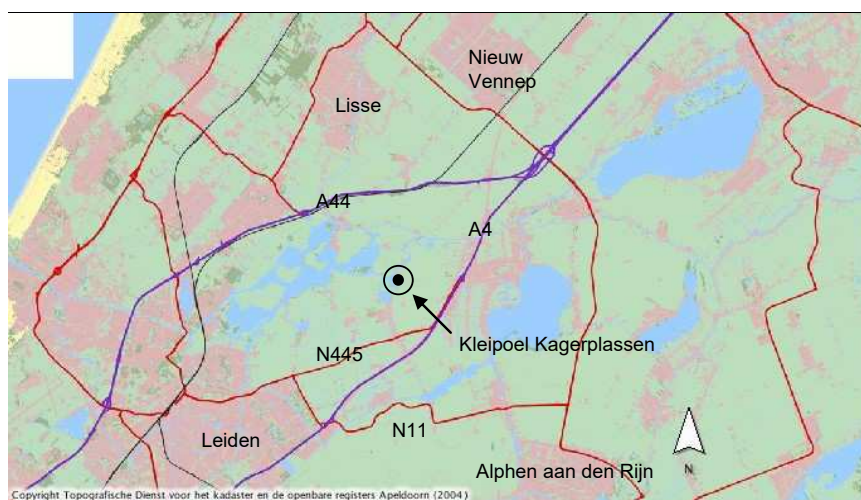 Nieuw
Vennep
Lisse
A44
A4
Kleipoel Kagerplassen
N445
Leiden
N11
Alphen aan den Rijn
N
Copyright Topografische Dienst voor het kadaster en de openbare registers Apeldoorn (2004)